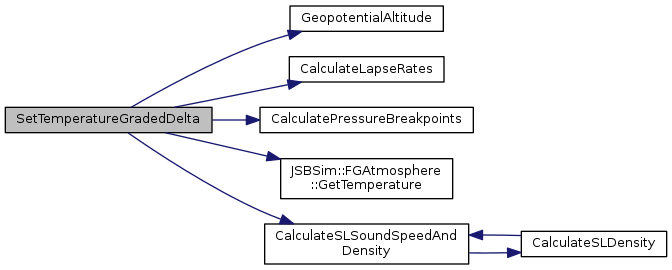 GeopotentialAltitude
CalculateLapseRates
SetTemperatureGradedDelta
CalculatePressureBreakpoints
JSBSim::FGAtmosphere
::GetTemperature
CalculateSLSoundSpeedAnd
Density
CalculateSLDensity